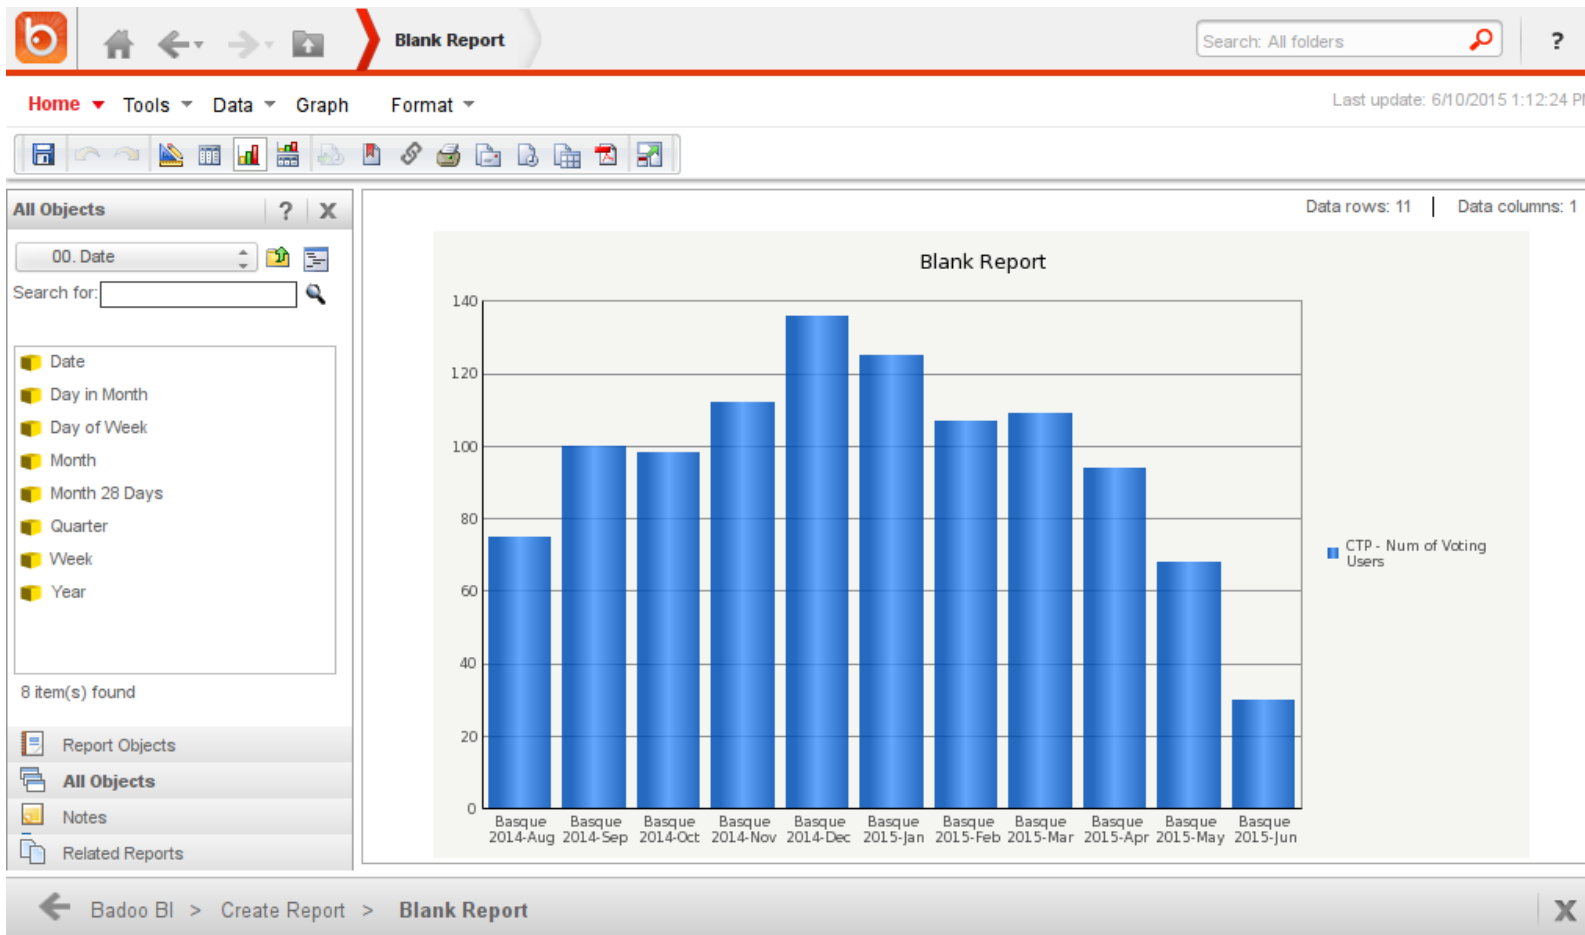 Blank Report
Search: All folders
?
Home Tools Data Graph Format
Last update: 6/10/2015 1:12:24 PM
All Objects ? X
Data rows: 11 | Data columns: 1
00. Date
Search for:
Date
Day in Month
Day of Week
Month
Month 28 Days
Quarter
Week
Year
8 item(s) found
Report Objects
All Objects
Notes
Related Reports
Blank Report
140
120
100
80
60
40
20
0
Basque Basque Basque Basque Basque Basque Basque Basque Basque Basque Basque
2014-Aug 2014-Sep 2014-Oct 2014-Nov 2014-Dec 2015-Jan 2015-Feb 2015-Mar 2015-Apr 2015-May 2015-Jun
CTP - Num of Voting
Users
Badoo BI > Create Report > Blank Report X